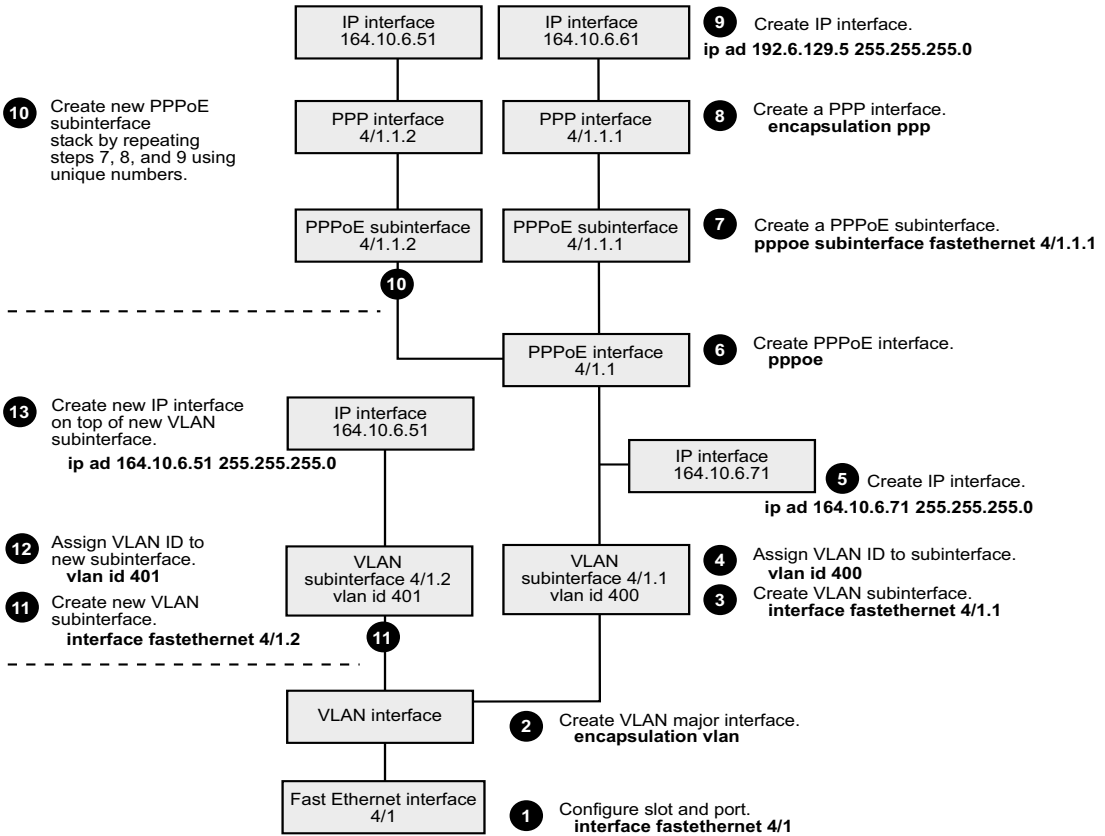 IP interface
164.10.6.51
IP interface
164.10.6.61
9
Create IP interface.
ip ad 192.6.129.5 255.255.255.0
10
Create new PPPoE
subinterface
stack by repeating
steps 7, 8, and 9 using
unique numbers.
PPP interface
4/1.1.2
PPP interface
4/1.1.1
8
Create a PPP interface.
encapsulation ppp
PPPoE subinterface
4/1.1.2
PPPoE subinterface
4/1.1.1
7
Create a PPPoE subinterface.
pppoe subinterface fastethernet 4/1.1.1
10
PPPoE interface
4/1.1
6
Create PPPoE interface.
pppoe
13
Create new IP interface
on top of new VLAN
subinterface.
ip ad 164.10.6.51 255.255.255.0
IP interface
164.10.6.51
IP interface
164.10.6.71
5
Create IP interface.
ip ad 164.10.6.71 255.255.255.0
12
Assign VLAN ID to
new subinterface.
vlan id 401
11
Create new VLAN
subinterface.
interface fastethernet 4/1.2
VLAN
subinterface 4/1.2
vlan id 401
VLAN
subinterface 4/1.1
vlan id 400
4
Assign VLAN ID to subinterface.
vlan id 400
3
Create VLAN subinterface.
interface fastethernet 4/1.1
11
VLAN interface
2
Create VLAN major interface.
encapsulation vlan
Fast Ethernet interface
4/1
1
Configure slot and port.
interface fastethernet 4/1